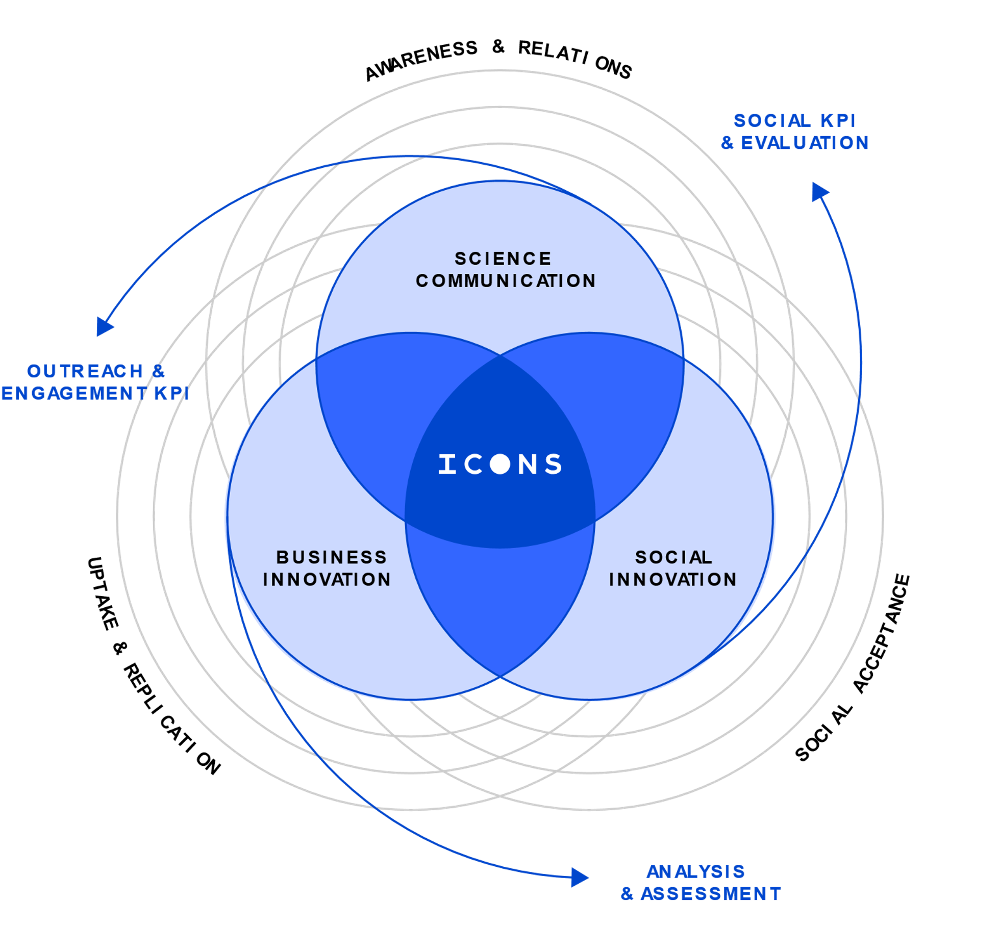 AWARENESS & RELATIONS
SOCIAL KPI
& EVALUATION
SCIENCE
COMMUNICATION
OUTREACH &
ENGAGEMENT KPI
ICONS
BUSINESS
INNOVATION
SOCIAL
INNOVATION
UPTAKE & REPLICATION
SOCIAL ACCEPTANCE
ANALYSIS
& ASSESSMENT